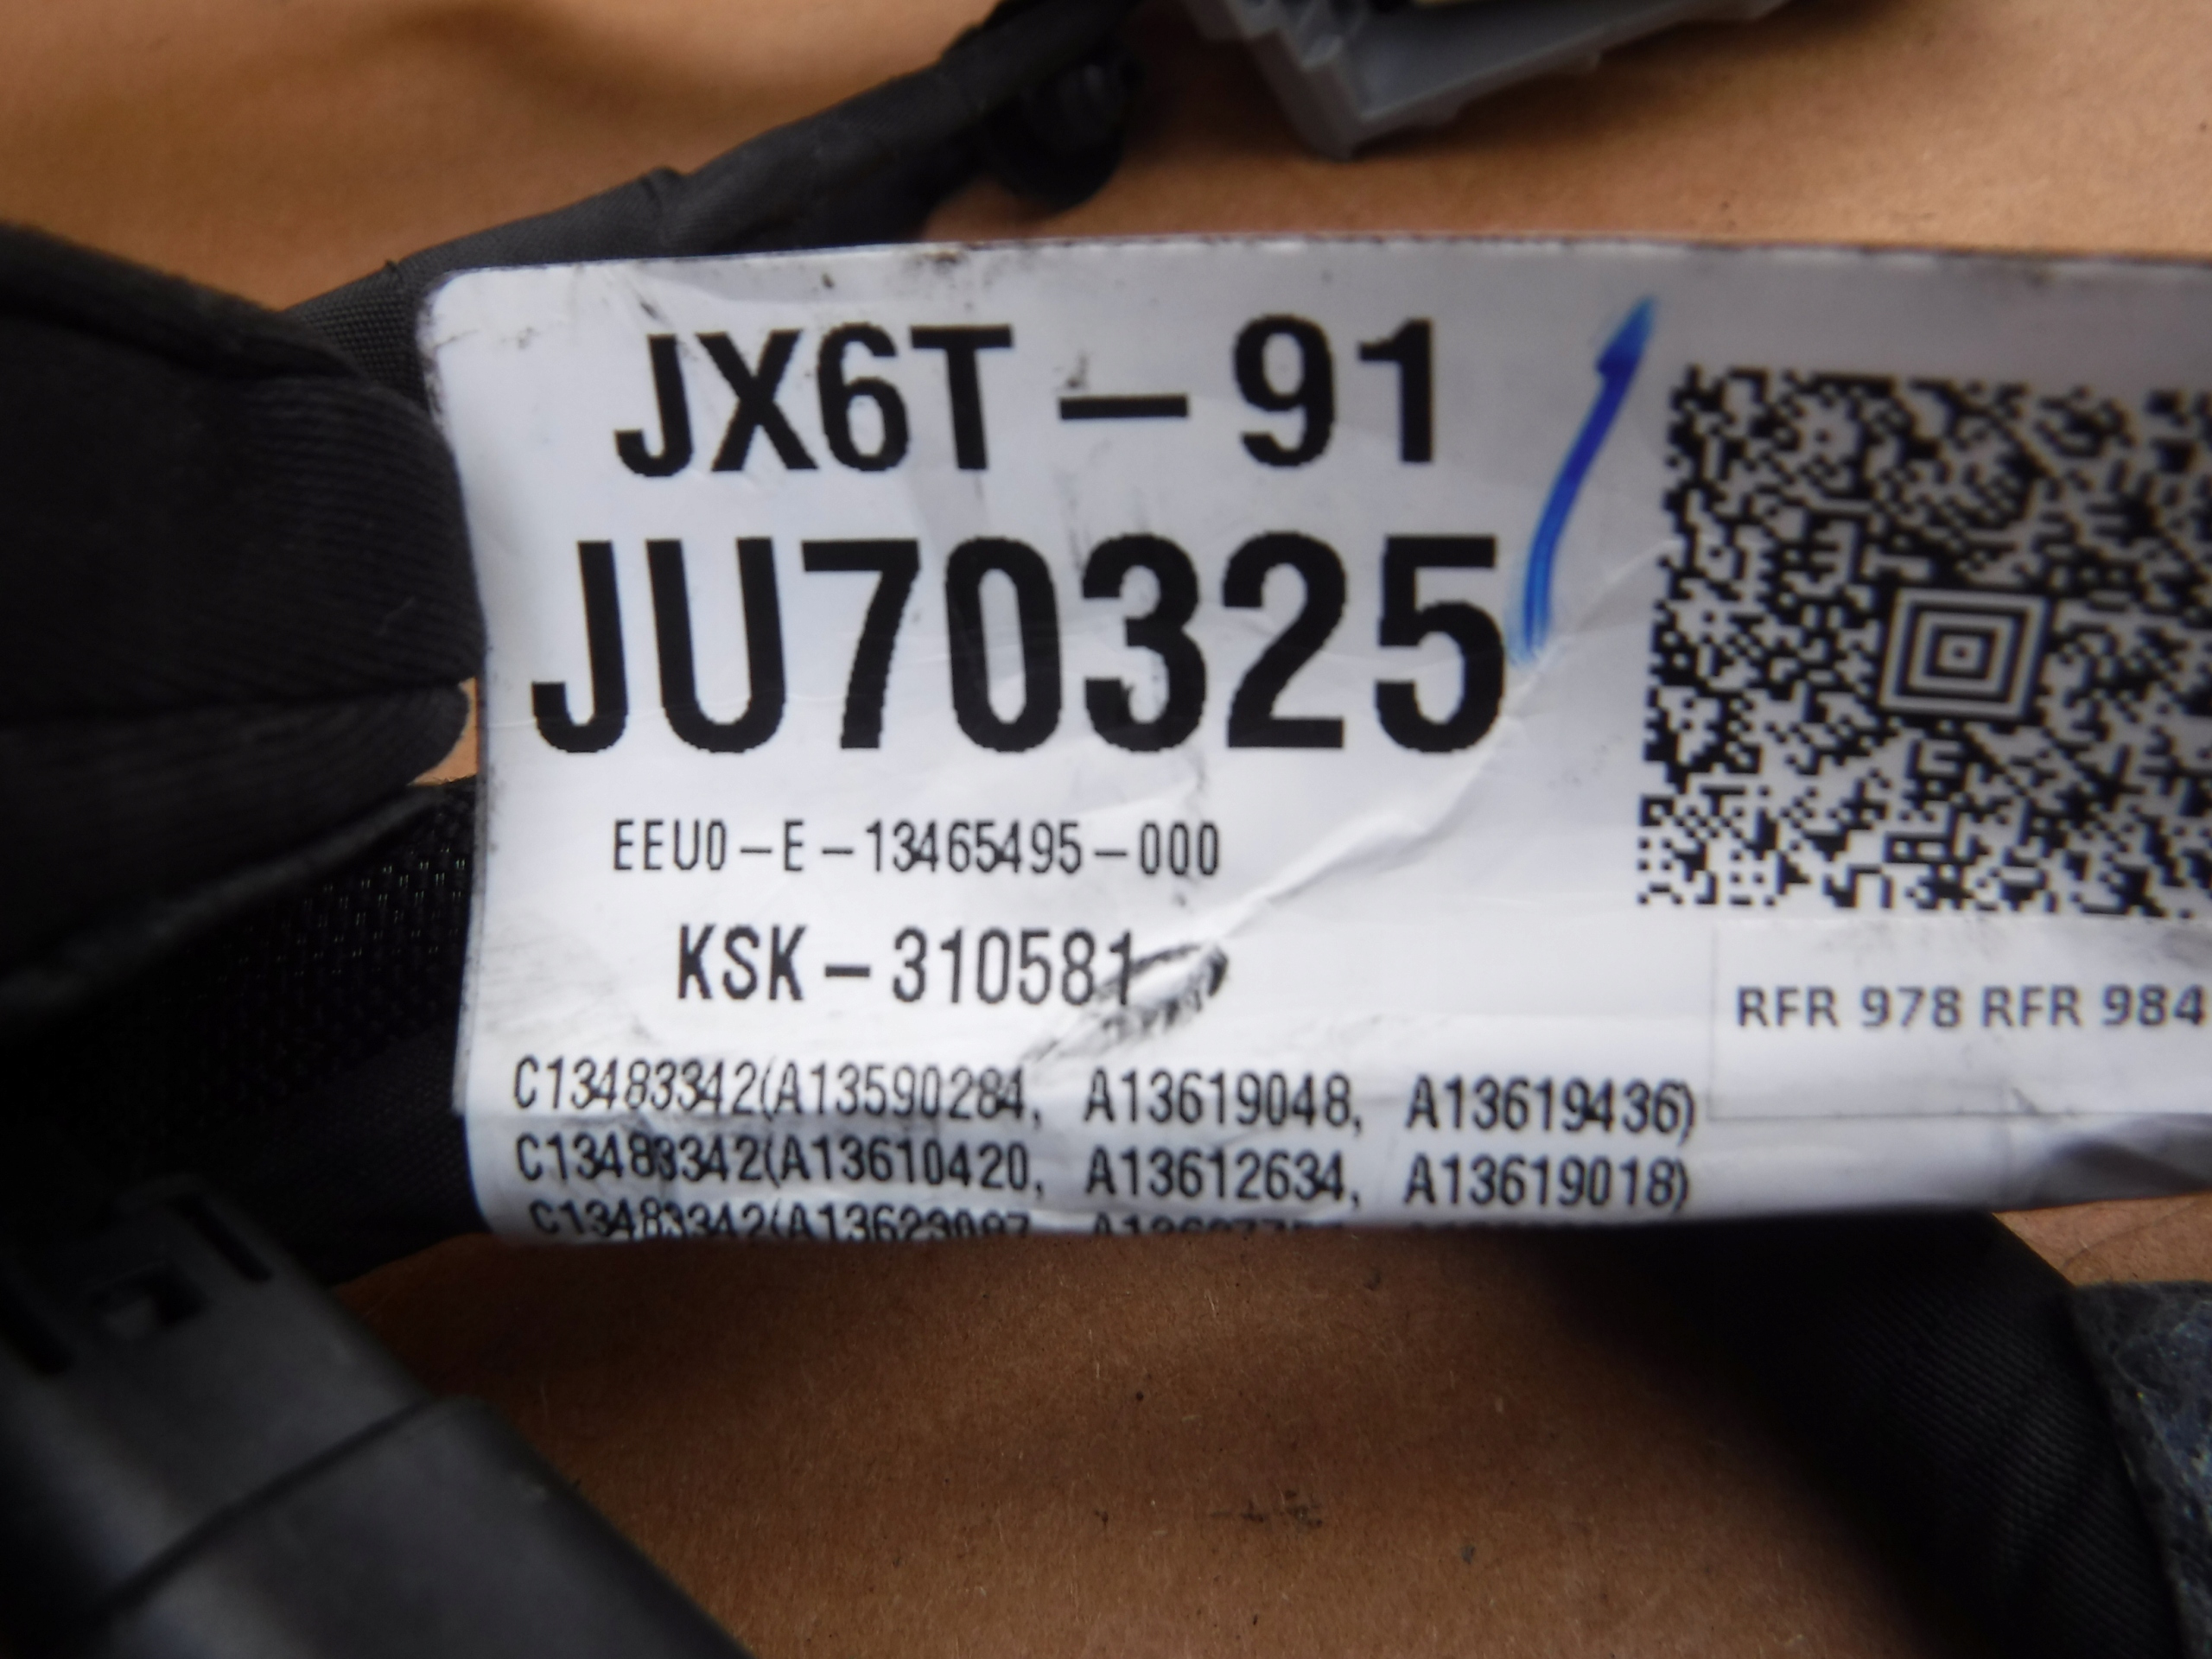 JX6T-91
JU70325
EEU0-E-13465495-000
KSK-310581
RFR 978 RFR 984
C13483342(A13590284, A13619048, A13619436)
C13483342(A13610420, A13612634, A13619018)